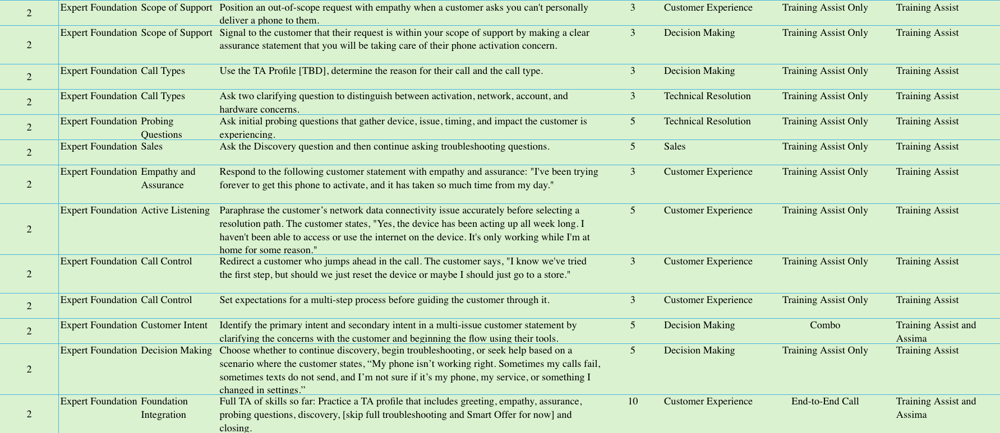 2 Expert Foundation Scope of Support Position an out-of-scope request with empathy when a customer asks you can't personally 3 Customer Experience Training Assist Only Training Assist
deliver a phone to them.
2 Expert Foundation Scope of Support Signal to the customer that their request is within your scope of support by making a clear 3 Decision Making Training Assist Only Training Assist
assurance statement that you will be taking care of their phone activation concern.
2 Expert Foundation Call Types Use the TA Profile [TBD], determine the reason for their call and the call type. 3 Decision Making Training Assist Only Training Assist
2 Expert Foundation Call Types Ask two clarifying question to distinguish between activation, network, account, and 3 Technical Resolution Training Assist Only Training Assist
hardware concerns.
2 Expert Foundation Probing Ask initial probing questions that gather device, issue, timing, and impact the customer is 5 Technical Resolution Training Assist Only Training Assist
Questions experiencing.
2 Expert Foundation Sales Ask the Discovery question and then continue asking troubleshooting questions. 5 Sales Training Assist Only Training Assist
2 Expert Foundation Empathy and Respond to the following customer statement with empathy and assurance: "I've been trying 3 Customer Experience Training Assist Only Training Assist
Assurance forever to get this phone to activate, and it has taken so much time from my day."
2 Expert Foundation Active Listening Paraphrase the customer’s network data connectivity issue accurately before selecting a 5 Customer Experience Training Assist Only Training Assist
resolution path. The customer states, "Yes, the device has been acting up all week long. I
haven't been able to access or use the internet on the device. It's only working while I'm at
home for some reason."
2 Expert Foundation Call Control Redirect a customer who jumps ahead in the call. The customer says, "I know we've tried 3 Customer Experience Training Assist Only Training Assist
the first step, but should we just reset the device or maybe I should just go to a store."
2 Expert Foundation Call Control Set expectations for a multi-step process before guiding the customer through it. 3 Customer Experience Training Assist Only Training Assist
2 Expert Foundation Customer Intent Identify the primary intent and secondary intent in a multi-issue customer statement by 5 Decision Making Combo Training Assist and
clarifying the concerns with the customer and beginning the flow using their tools. Assima
2 Expert Foundation Decision Making Choose whether to continue discovery, begin troubleshooting, or seek help based on a 5 Decision Making Training Assist Only Training Assist
scenario where the customer states, “My phone isn’t working right. Sometimes my calls fail,
sometimes texts do not send, and I’m not sure if it’s my phone, my service, or something I
changed in settings.”
2 Expert Foundation Foundation Full TA of skills so far: Practice a TA profile that includes greeting, empathy, assurance, 10 Customer Experience End-to-End Call Training Assist and
Integration probing questions, discovery, [skip full troubleshooting and Smart Offer for now] and Assima
closing.